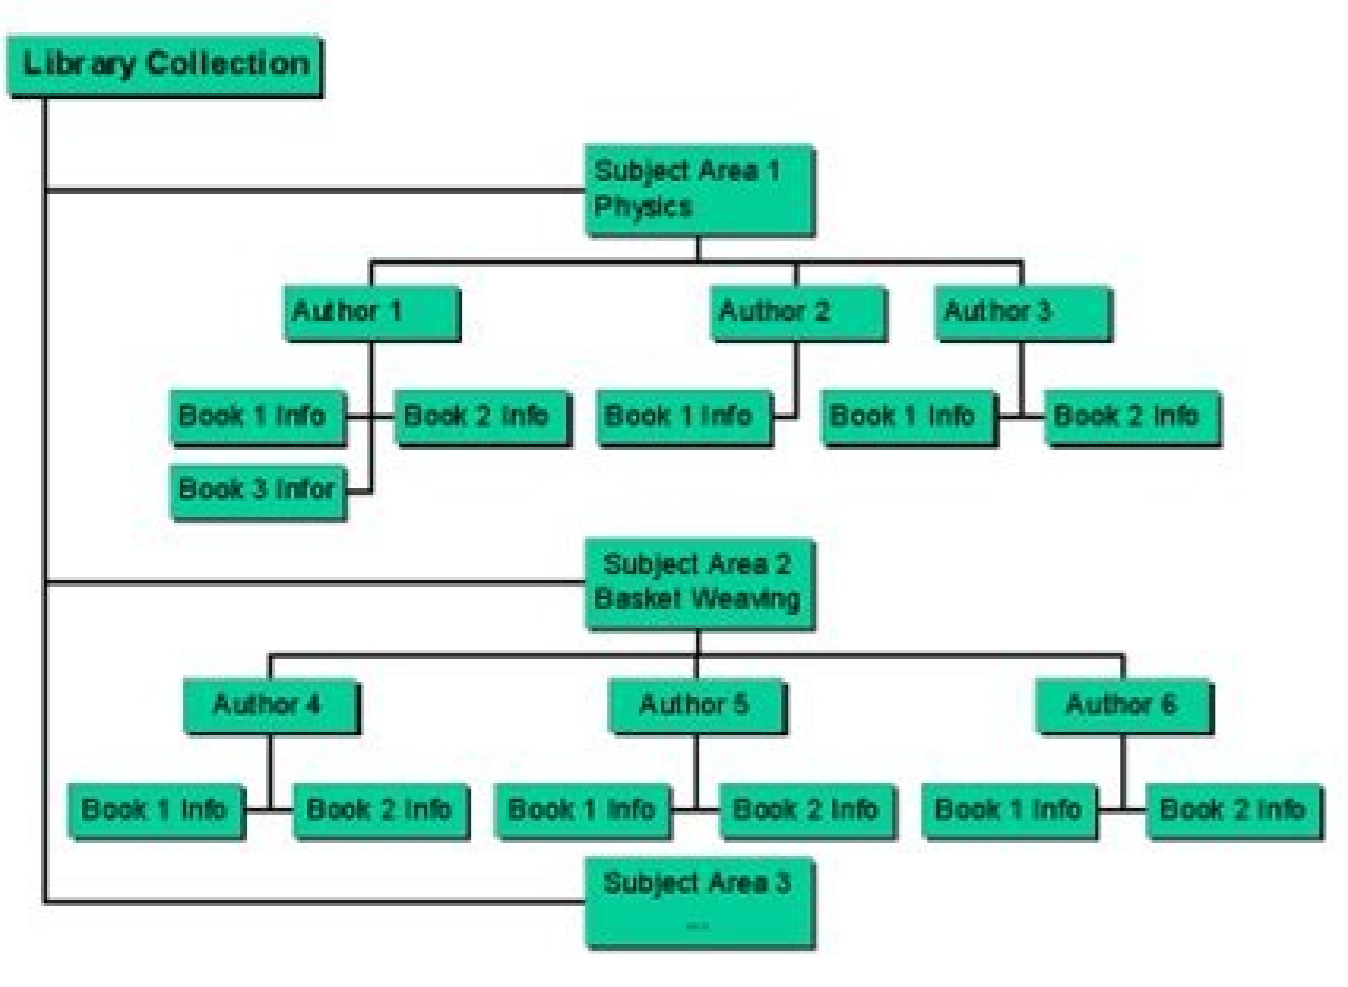 Library Collection
Subject Area 1
Physics
Author 1
Author 2
Author 3
Book 1 Info
Book 2 Info
Book 1 Info
Book 1 Info
Book 2 Info
Book 3 Infor
Subject Area 2
Basket Weaving
Author 4
Author 5
Author 6
Book 1 Info
Book 2 Info
Book 1 Info
Book 2 Info
Book 1 Info
Book 2 Info
Subject Area 3
...